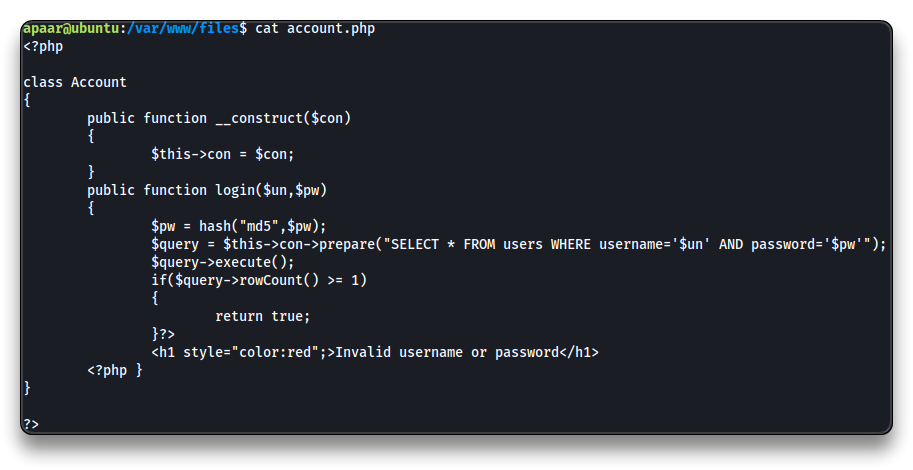 apaar@ubuntu:/var/www/files$ cat account.php
<?php

class Account
{
        public function __construct($con)
        {
                $this->con = $con;
        }
        public function login($un,$pw)
        {
                $pw = hash("md5",$pw);
                $query = $this->con->prepare("SELECT * FROM users WHERE username='$un' AND password='$pw'");
                $query->execute();
                if($query->rowCount() >= 1)
                {
                        return true;
                }?>
                <h1 style="color:red";>Invalid username or password</h1>
        <?php }
}

?>